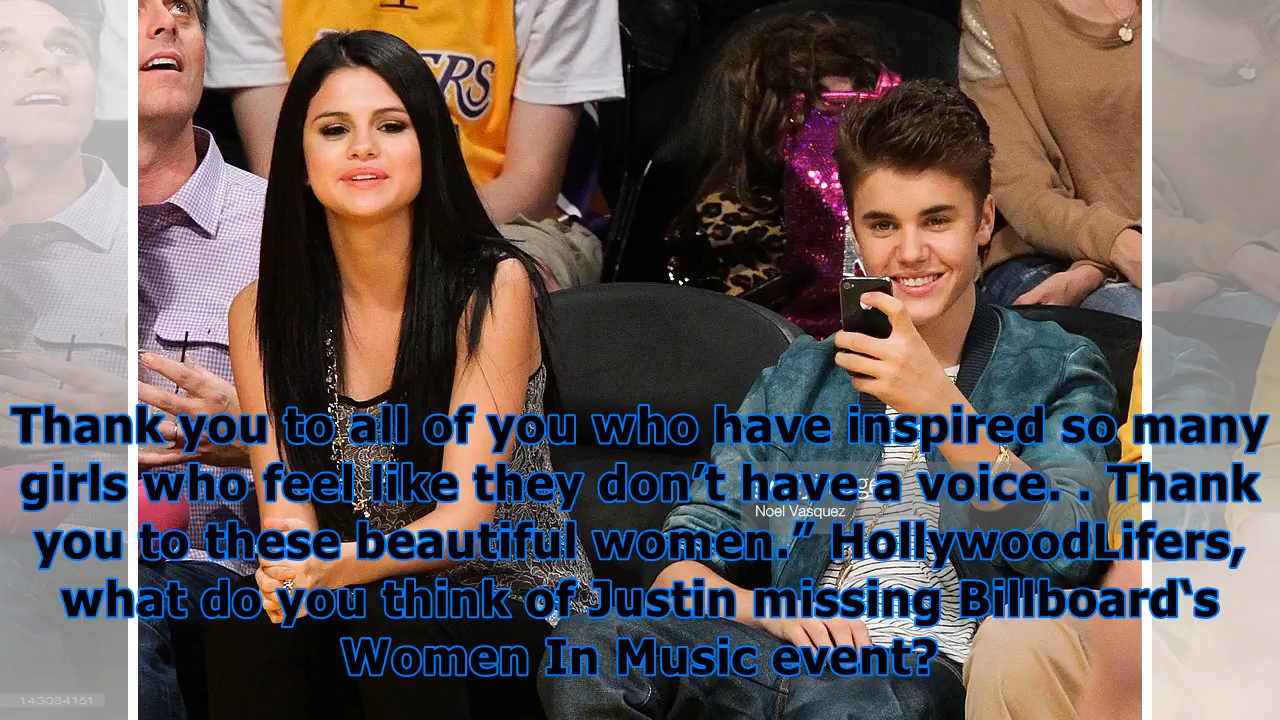 ERS
Thank you to all of you who have inspired so many
girls who feel like they don’t have a voice. . Thank
Noel Vasquez
you to these beautiful women.” HollywoodLifers,
what do you think of Justin missing Billboard‘s
Women In Music event?
143034151